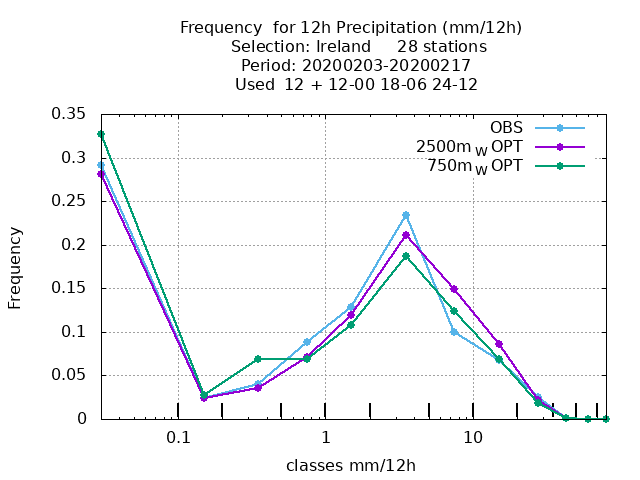 Frequency  for 12h Precipitation (mm/12h)
Selection: Ireland     28 stations
Period: 20200203-20200217
Used  12 + 12-00 18-06 24-12
OBS
2500m W OPT
750m W OPT
0.35
0.3
0.25
0.2
0.15
0.1
0.05
0
Frequency
0.1 1 10
classes mm/12h